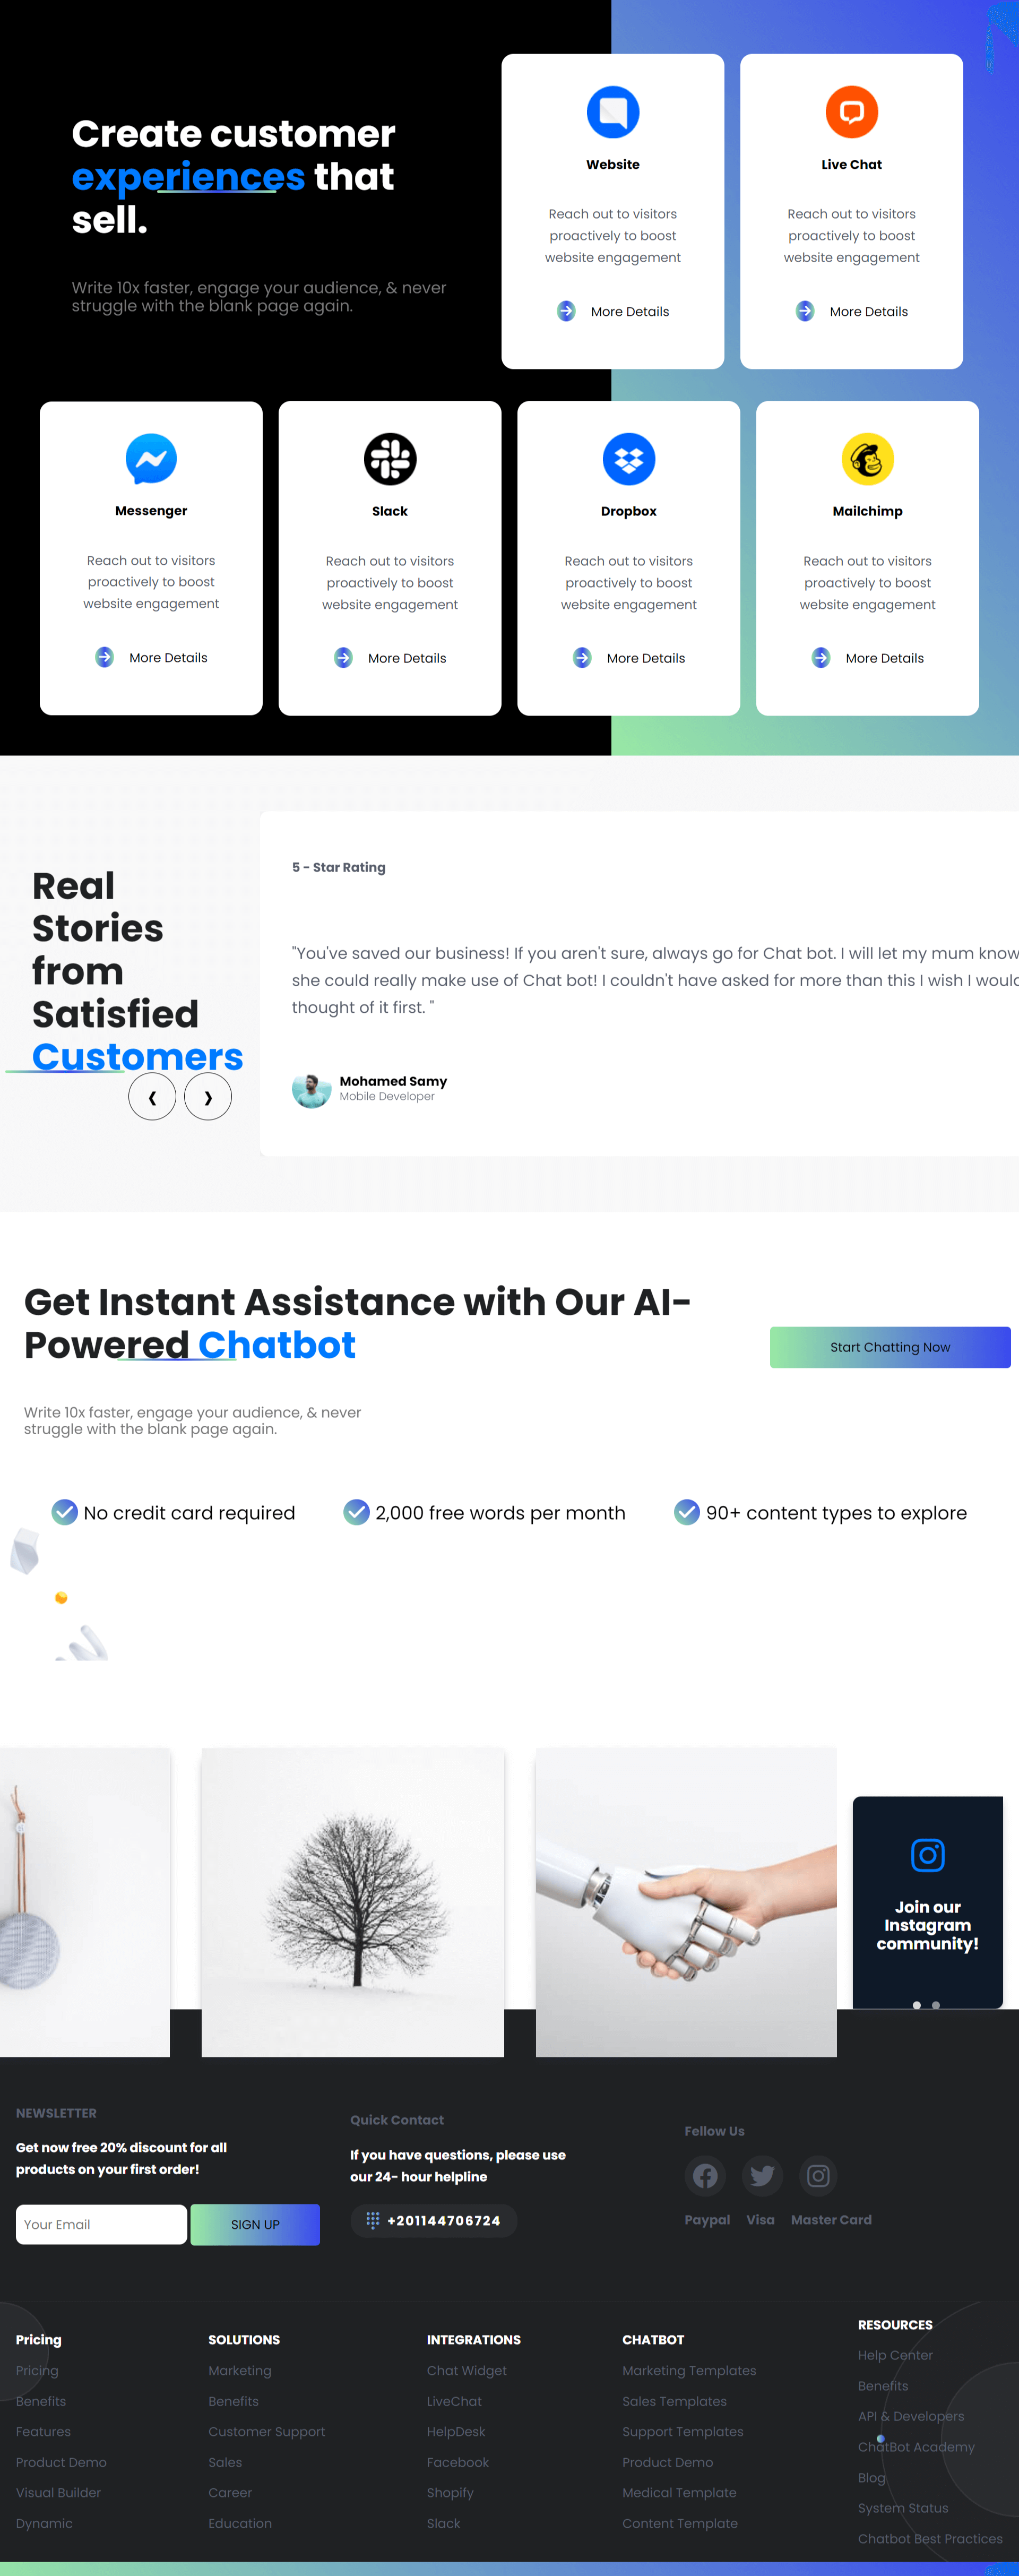 Create customer
experiences that
sell.
Write 10x faster, engage your audience, & never
struggle with the blank page again.
Website
Reach out to visitors
proactively to boost
website engagement
More Details
Live Chat
Reach out to visitors
proactively to boost
website engagement
More Details
Messenger
Reach out to visitors
proactively to boost
website engagement
More Details
Slack
Reach out to visitors
proactively to boost
website engagement
More Details
Dropbox
Reach out to visitors
proactively to boost
website engagement
More Details
Mailchimp
Reach out to visitors
proactively to boost
website engagement
More Details
Real
Stories
from
Satisfied
Customers
5 - Star Rating
"You've saved our business! If you aren't sure, always go for Chat bot. I will let my mum know
she could really make use of Chat bot! I couldn't have asked for more than this I wish I would
thought of it first. "
Mohamed Samy
Mobile Developer
Get Instant Assistance with Our AI-
Powered Chatbot
Start Chatting Now
Write 10x faster, engage your audience, & never
struggle with the blank page again.
No credit card required
2,000 free words per month
90+ content types to explore
Join our
Instagram
community!
NEWSLETTER
Get now free 20% discount for all
products on your first order!
Your Email
SIGN UP
Quick Contact
If you have questions, please use
our 24- hour helpline
+201144706724
Fellow Us
Paypal Visa Master Card
Pricing
Pricing
Benefits
Features
Product Demo
Visual Builder
Dynamic
SOLUTIONS
Marketing
Benefits
Customer Support
Sales
Career
Education
INTEGRATIONS
Chat Widget
LiveChat
HelpDesk
Facebook
Shopify
Slack
CHATBOT
Marketing Templates
Sales Templates
Support Templates
Product Demo
Medical Template
Content Template
RESOURCES
Help Center
Benefits
API & Developers
ChatBot Academy
Blog
System Status
Chatbot Best Practices